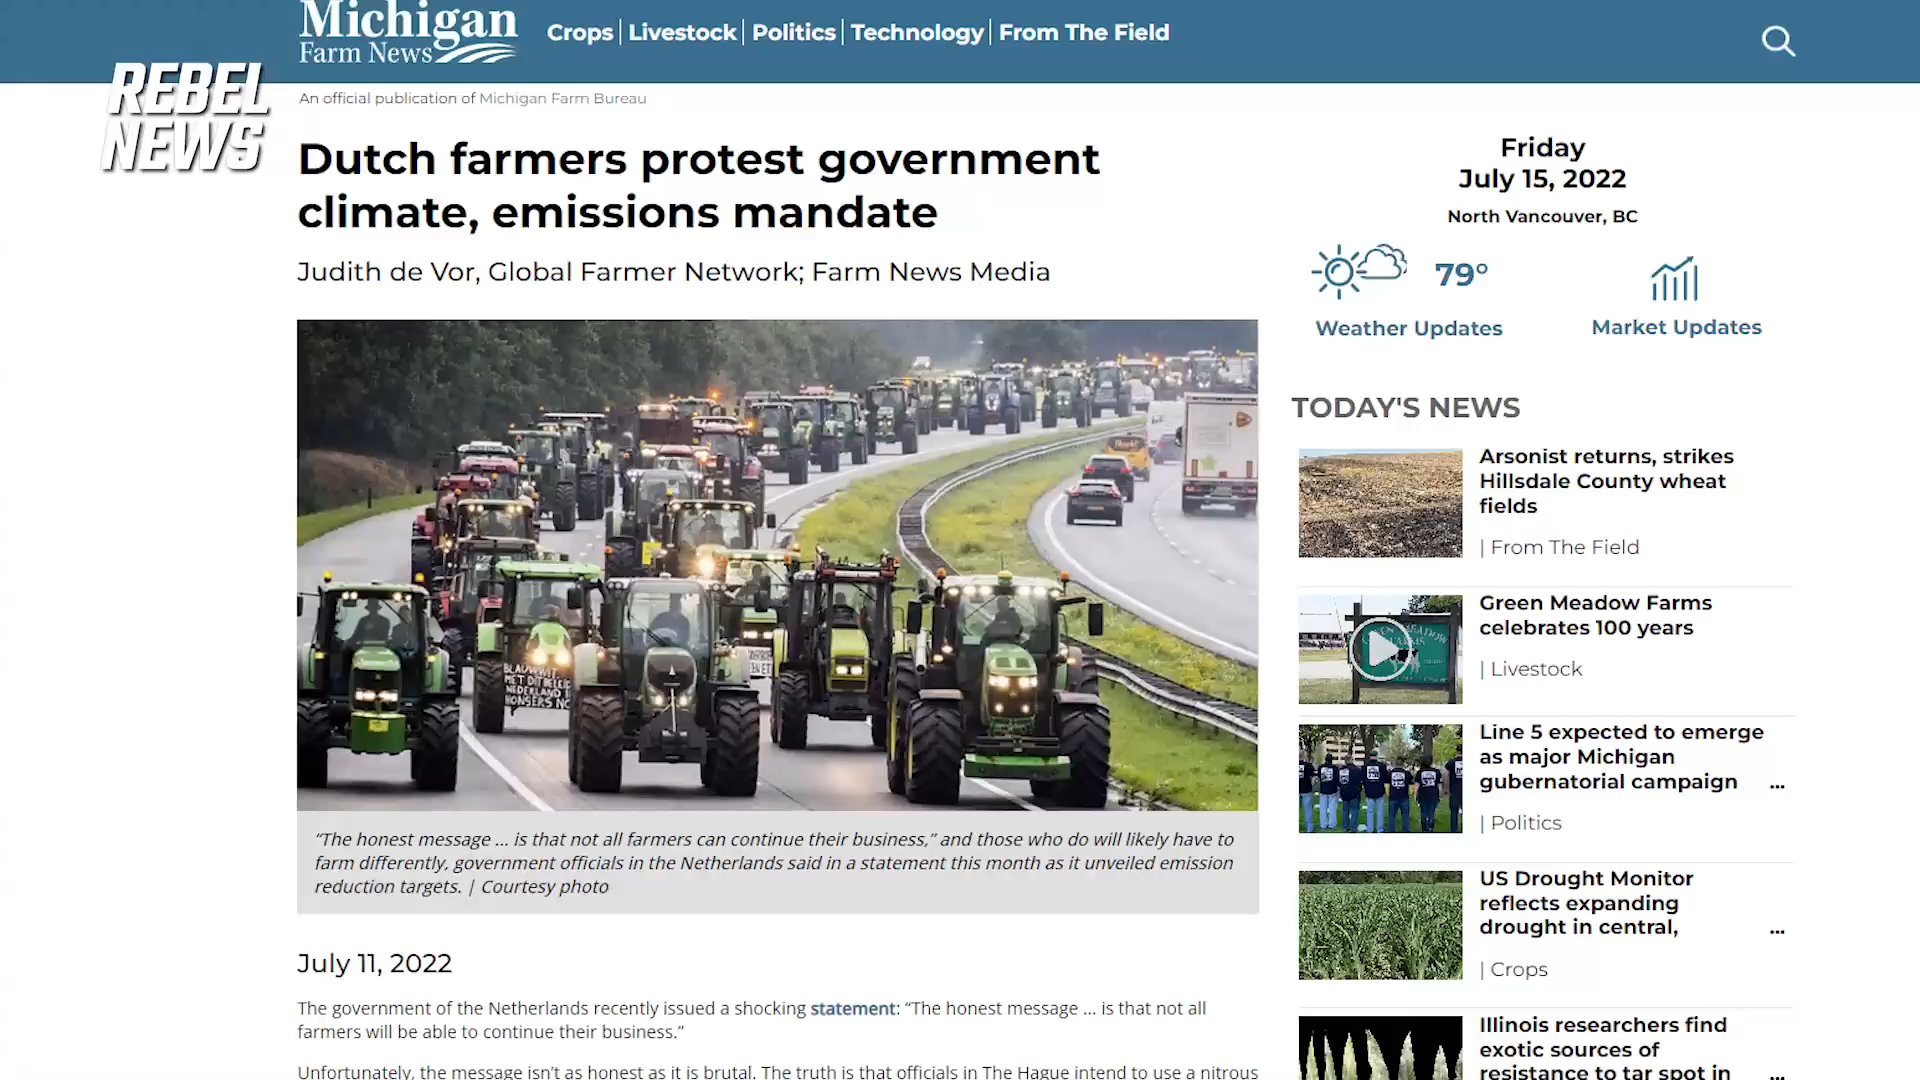 Michigan
Farm News
Crops | Livestock | Politics | Technology | From The Field
REBEL
NEWS
An official publication of Michigan Farm Bureau
Dutch farmers protest government
climate, emissions mandate
Judith de Vor, Global Farmer Network; Farm News Media
BLAUWWIT
MET DIT BELEID
NEDERLAND
“The honest message ... is that not all farmers can continue their business,” and those who do will likely have to
farm differently, government officials in the Netherlands said in a statement this month as it unveiled emission
reduction targets. | Courtesy photo
July 11, 2022
The government of the Netherlands recently issued a shocking statement: “The honest message ... is that not all
farmers will be able to continue their business.”
Unfortunately, the message isn’t as honest as it is brutal. The truth is that officials in The Hague intend to use a nitrous
Friday
July 15, 2022
North Vancouver, BC
79°
Weather Updates
Market Updates
TODAY'S NEWS
Arsonist returns, strikes
Hillsdale County wheat
fields
| From The Field
Green Meadow Farms
celebrates 100 years
| Livestock
Line 5 expected to emerge
as major Michigan
gubernatorial campaign ...
| Politics
US Drought Monitor
reflects expanding
drought in central, ...
| Crops
Illinois researchers find
exotic sources of
resistance to tar spot in ...